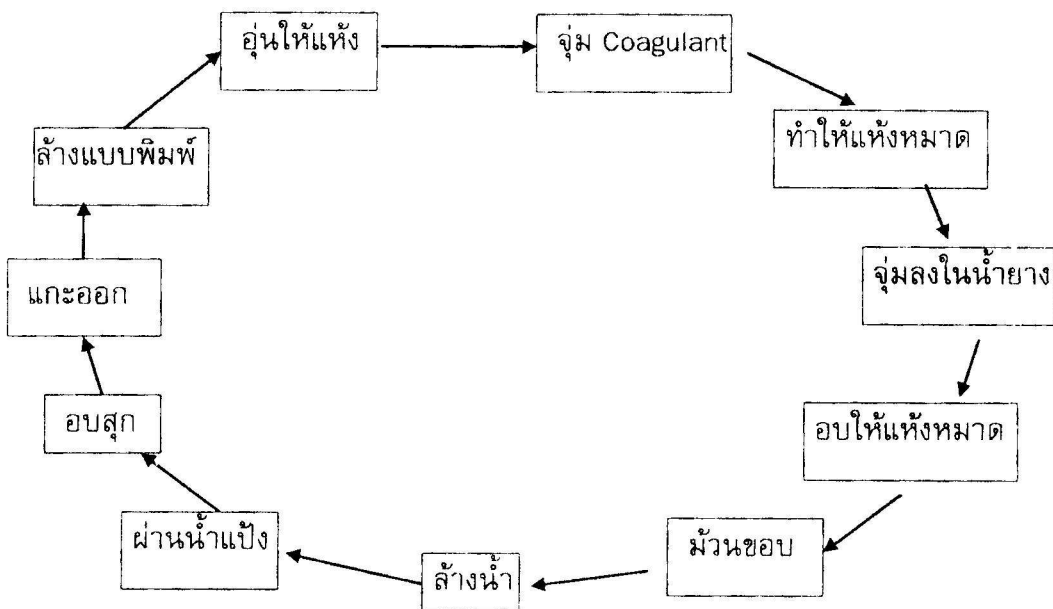 อุ่นให้แห้ง
จุ่ม Coagulant
ทำให้แห้งหมาด
จุ่มลงในน้ำยาง
อบให้แห้งหมาด
ม้วนขอบ
ล้างน้ำ
ผ่านน้ำแป้ง
อบสุก
แกะออก
ล้างแบบพิมพ์